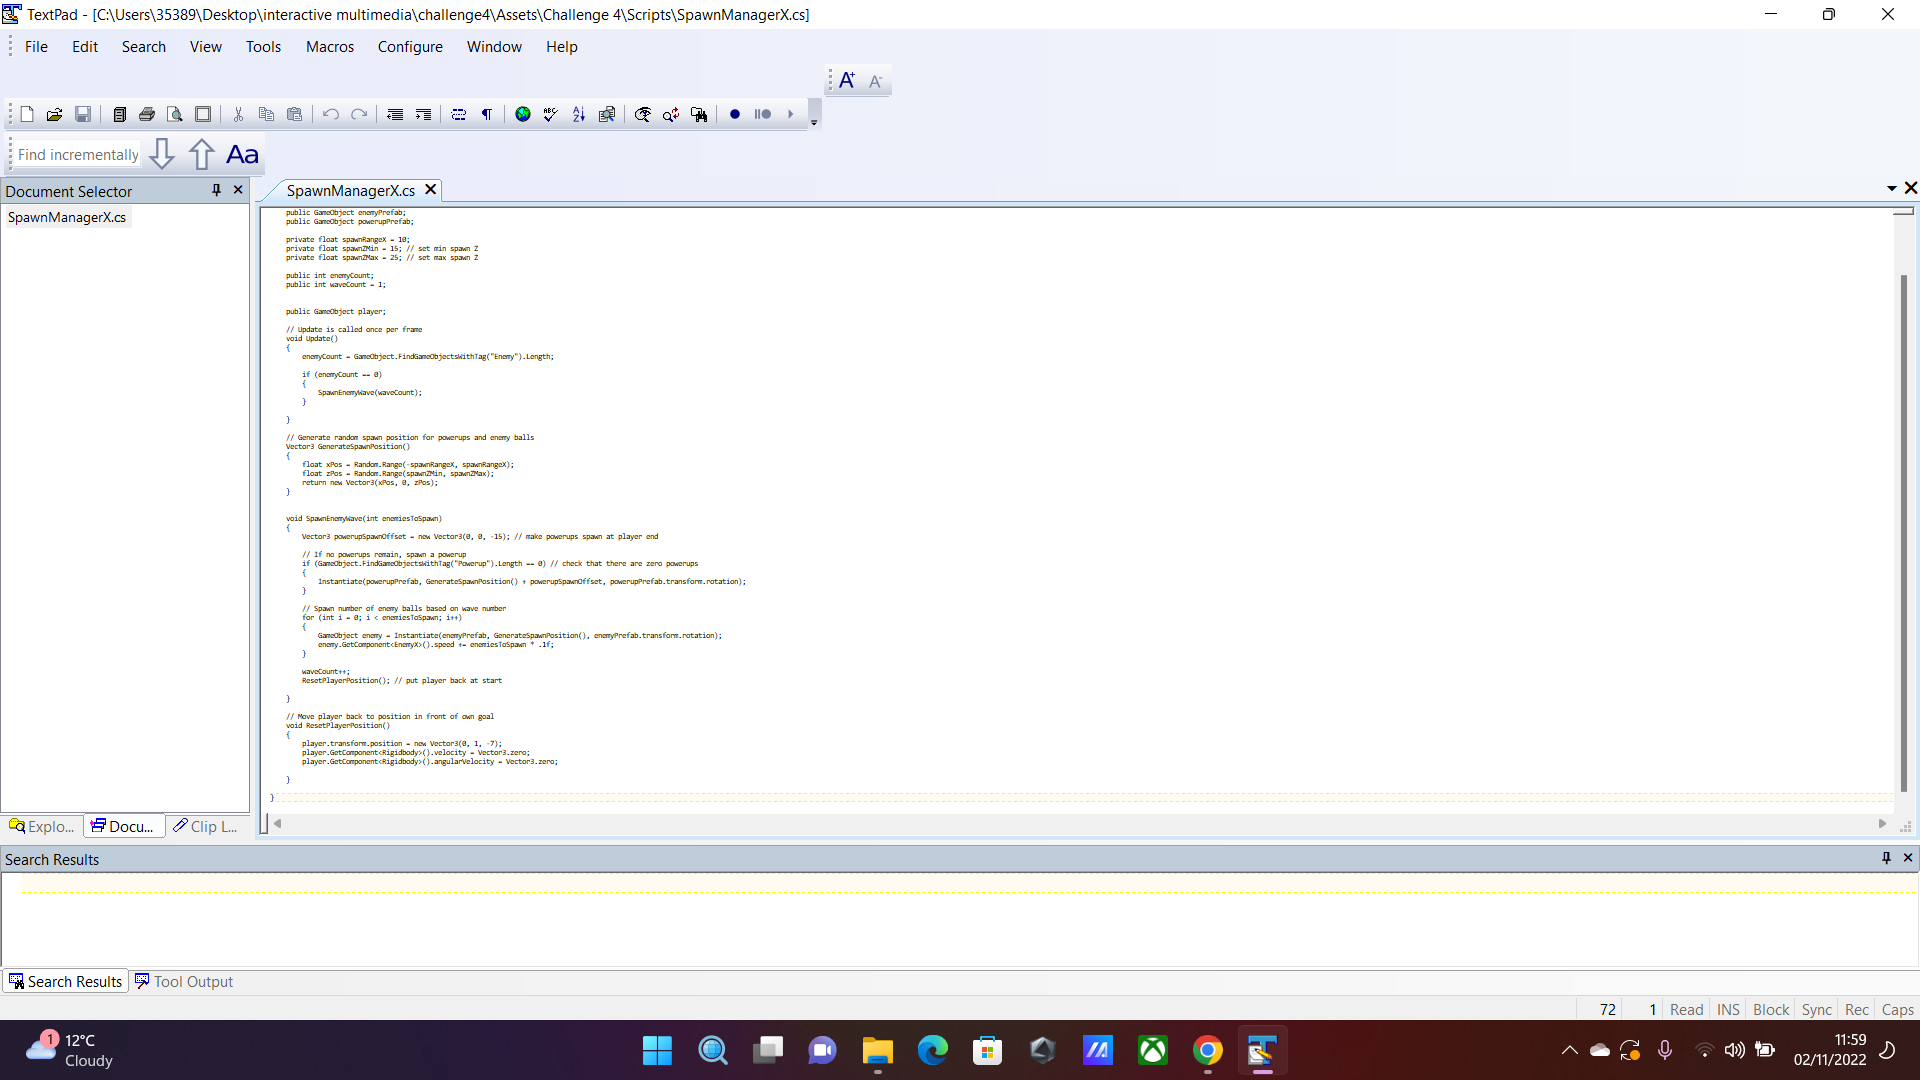 TextPad - [C:\Users\35389\Desktop\interactive multimedia\challenge4\Assets\Challenge 4\Scripts\SpawnManagerX.cs]
File Edit Search View Tools Macros Configure Window Help
Find incrementally
Aa
Document Selector
SpawnManagerX.cs
SpawnManagerX.cs
public GameObject enemyPrefab;
public GameObject powerupPrefab;
private float spawnRangeX = 10;
private float spawnZMin = 15; // set min spawn Z
private float spawnZMax = 25; // set max spawn Z
public int enemyCount;
public int waveCount = 1;
public GameObject player;
// Update is called once per frame
void Update()
{
enemyCount = GameObject.FindGameObjectsWithTag("Enemy").Length;
if (enemyCount == 0)
{
SpawnEnemyWave(waveCount);
}
}
// Generate random spawn position for powerups and enemy balls
Vector3 GenerateSpawnPosition()
{
float xPos = Random.Range(-spawnRangeX, spawnRangeX);
float zPos = Random.Range(spawnZMin, spawnZMax);
return new Vector3(xPos, 0, zPos);
}
void SpawnEnemyWave(int enemiesToSpawn)
{
Vector3 powerupSpawnOffset = new Vector3(0, 0, -15); // make powerups spawn at player end
// If no powerups remain, spawn a powerup
if (GameObject.FindGameObjectsWithTag("Powerup").Length == 0) // check that there are zero powerups
{
Instantiate(powerupPrefab, GenerateSpawnPosition() + powerupSpawnOffset, powerupPrefab.transform.rotation);
}
// Spawn number of enemy balls based on wave number
for (int i = 0; i < enemiesToSpawn; i++)
{
GameObject enemy = Instantiate(enemyPrefab, GenerateSpawnPosition(), enemyPrefab.transform.rotation);
enemy.GetComponent<EnemyX>().speed += enemiesToSpawn * .1f;
}
waveCount++;
ResetPlayerPosition(); // put player back at start
}
// Move player back to position in front of own goal
void ResetPlayerPosition()
{
player.transform.position = new Vector3(0, 1, -7);
player.GetComponent<Rigidbody>().velocity = Vector3.zero;
player.GetComponent<Rigidbody>().angularVelocity = Vector3.zero;
}
}
Explo... Docu... Clip L...
Search Results
Search Results Tool Output
72 1 Read INS Block Sync Rec Caps
1 12°C
Cloudy
11:59
02/11/2022